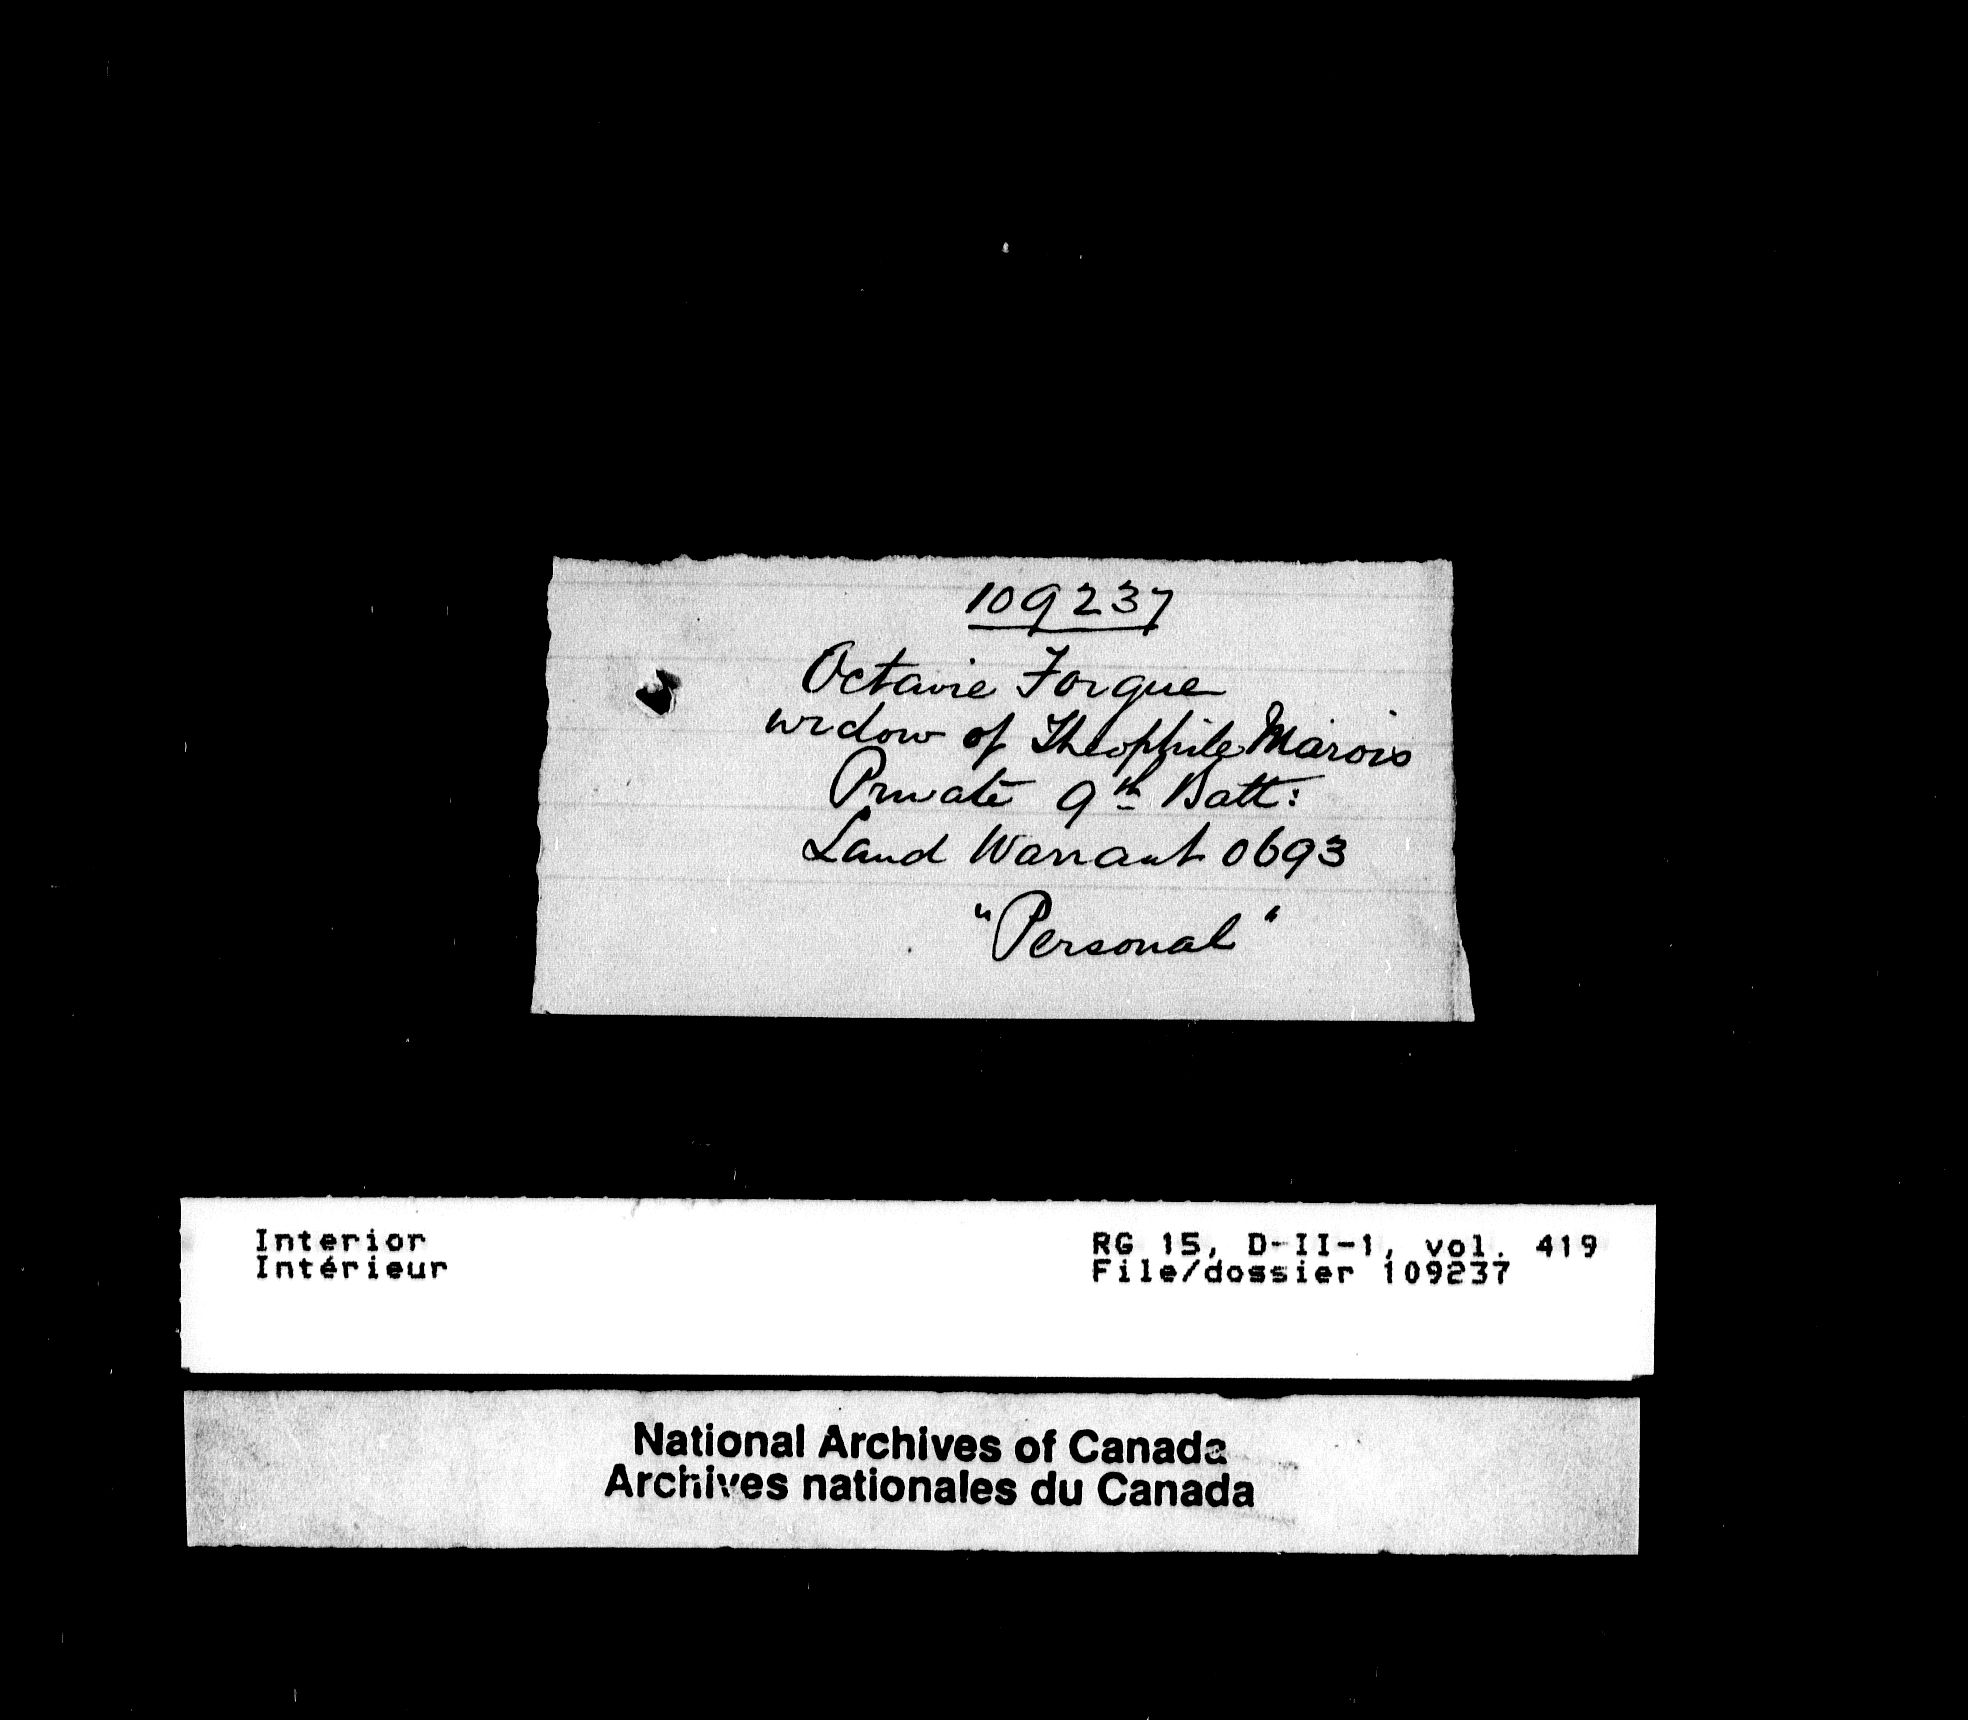 109237
Octavie Forgue
widow of Theophile Marois
Private 9th Batt:
Land Warrant 0693
"Personal"
Interior
Intérieur
RG 15, D-II-1, vol. 419
File/dossier 109237
National Archives of Canada
Archives nationales du Canada